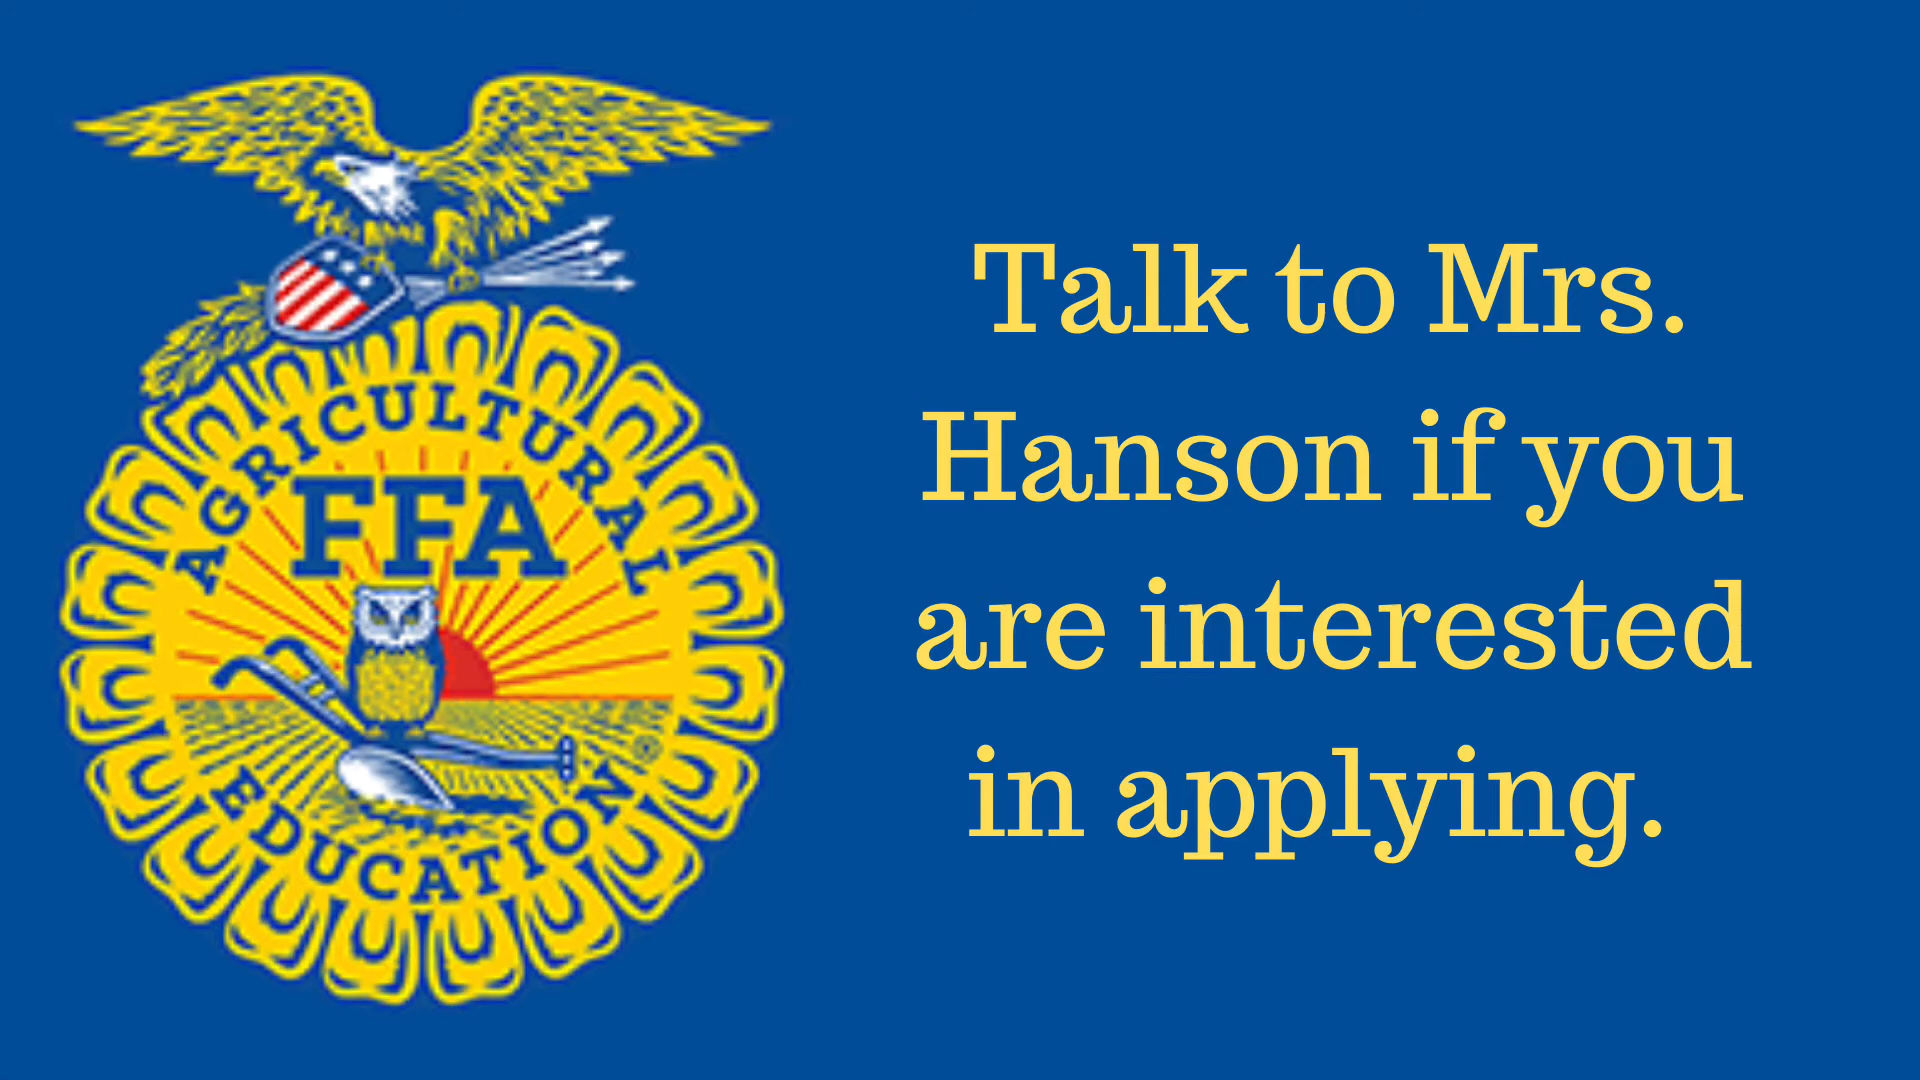 AGRICULTURAL
FFA
EDUCATION
®
Talk to Mrs.
Hanson if you
are interested
in applying.